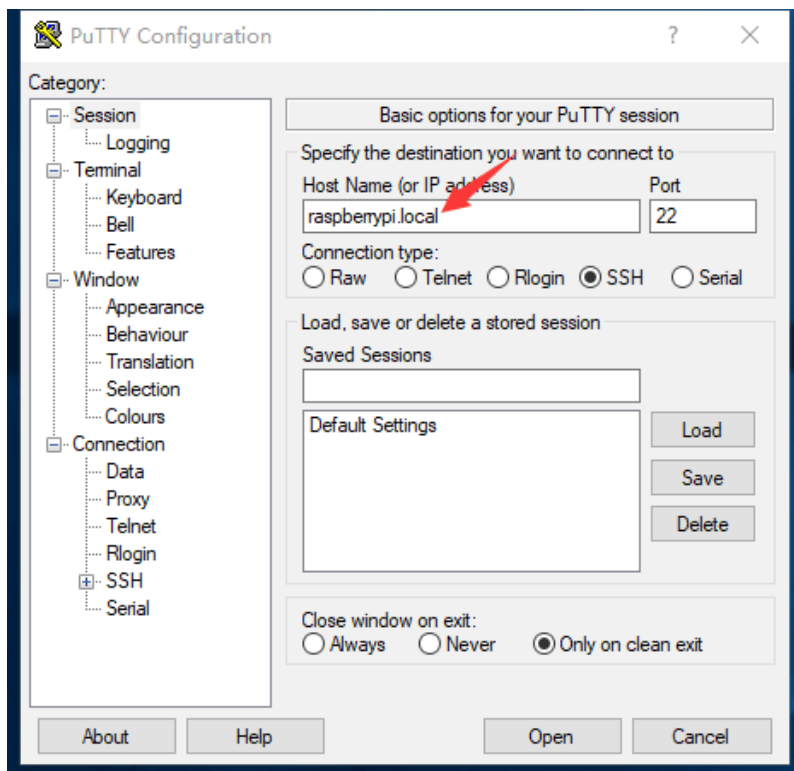 PuTTY Configuration
?
Category:
Session
Logging
Terminal
Keyboard
Bell
Features
Window
Appearance
Behaviour
Translation
Selection
Colours
Connection
Data
Proxy
Telnet
Rlogin
SSH
Serial
Basic options for your PuTTY session
Specify the destination you want to connect to
Host Name (or IP address) Port
raspberrypi.local 22
Connection type:
Raw Telnet Rlogin SSH Serial
Load, save or delete a stored session
Saved Sessions
Default Settings
Load
Save
Delete
Close window on exit:
Always Never Only on clean exit
About Help Open Cancel